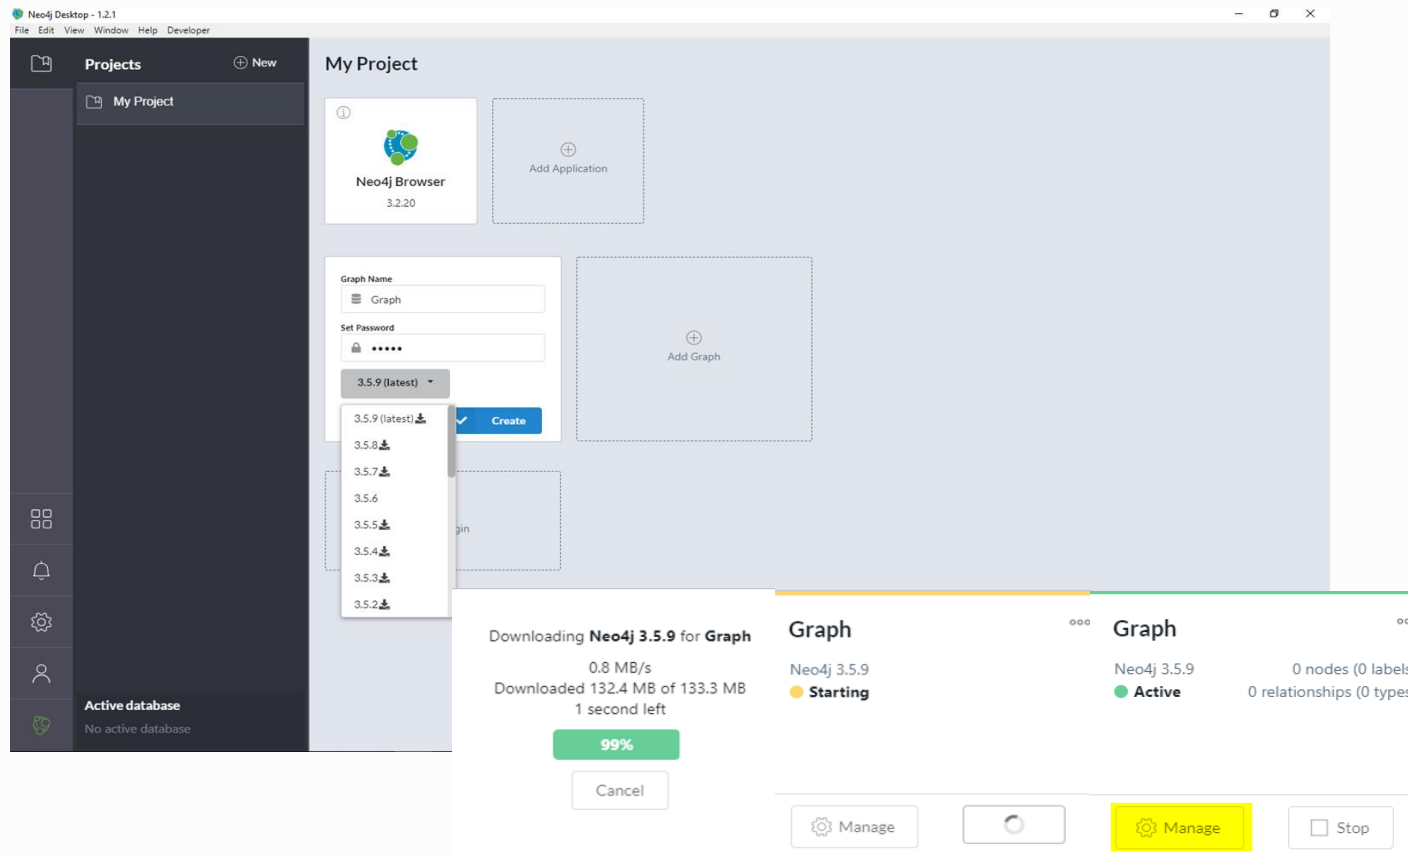 Neo4j Desktop - 1.2.1
File Edit View Window Help Developer
Projects
New
My Project
My Project
Neo4j Browser
3.2.20
Add Application
Graph Name
Graph
Set Password
•••••
3.5.9 (latest)
3.5.9 (latest)
3.5.8
3.5.7
3.5.6
3.5.5
3.5.4
3.5.3
3.5.2
Create
Add Graph
gin
Active database
No active database
Downloading Neo4j 3.5.9 for Graph
0.8 MB/s
Downloaded 132.4 MB of 133.3 MB
1 second left
99%
Cancel
Graph
Neo4j 3.5.9
Starting
Manage
Graph
Neo4j 3.5.9
0 nodes (0 labels
Active
0 relationships (0 types
Manage
Stop